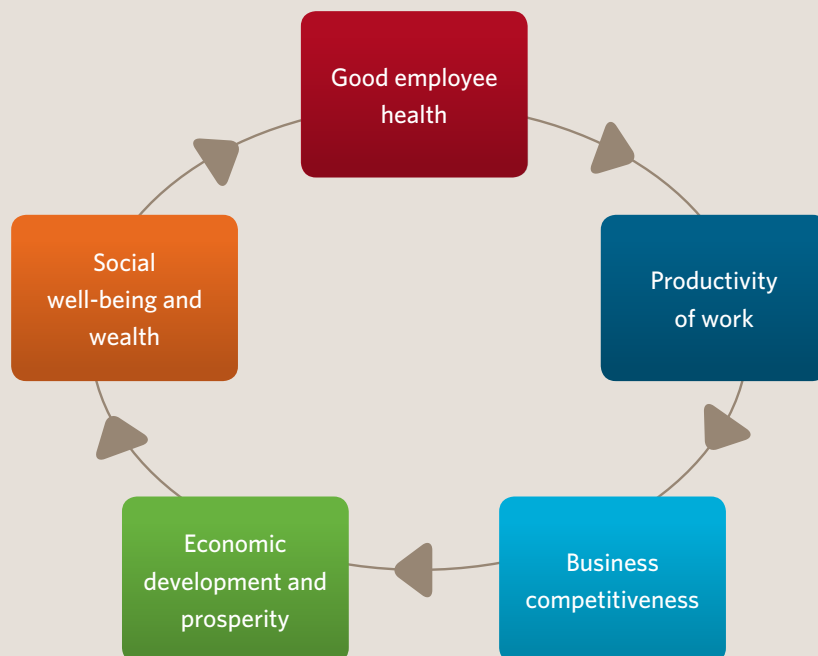 Good employee
health
Productivity
of work
Business
competitiveness
Economic
development and
prosperity
Social
well-being and
wealth